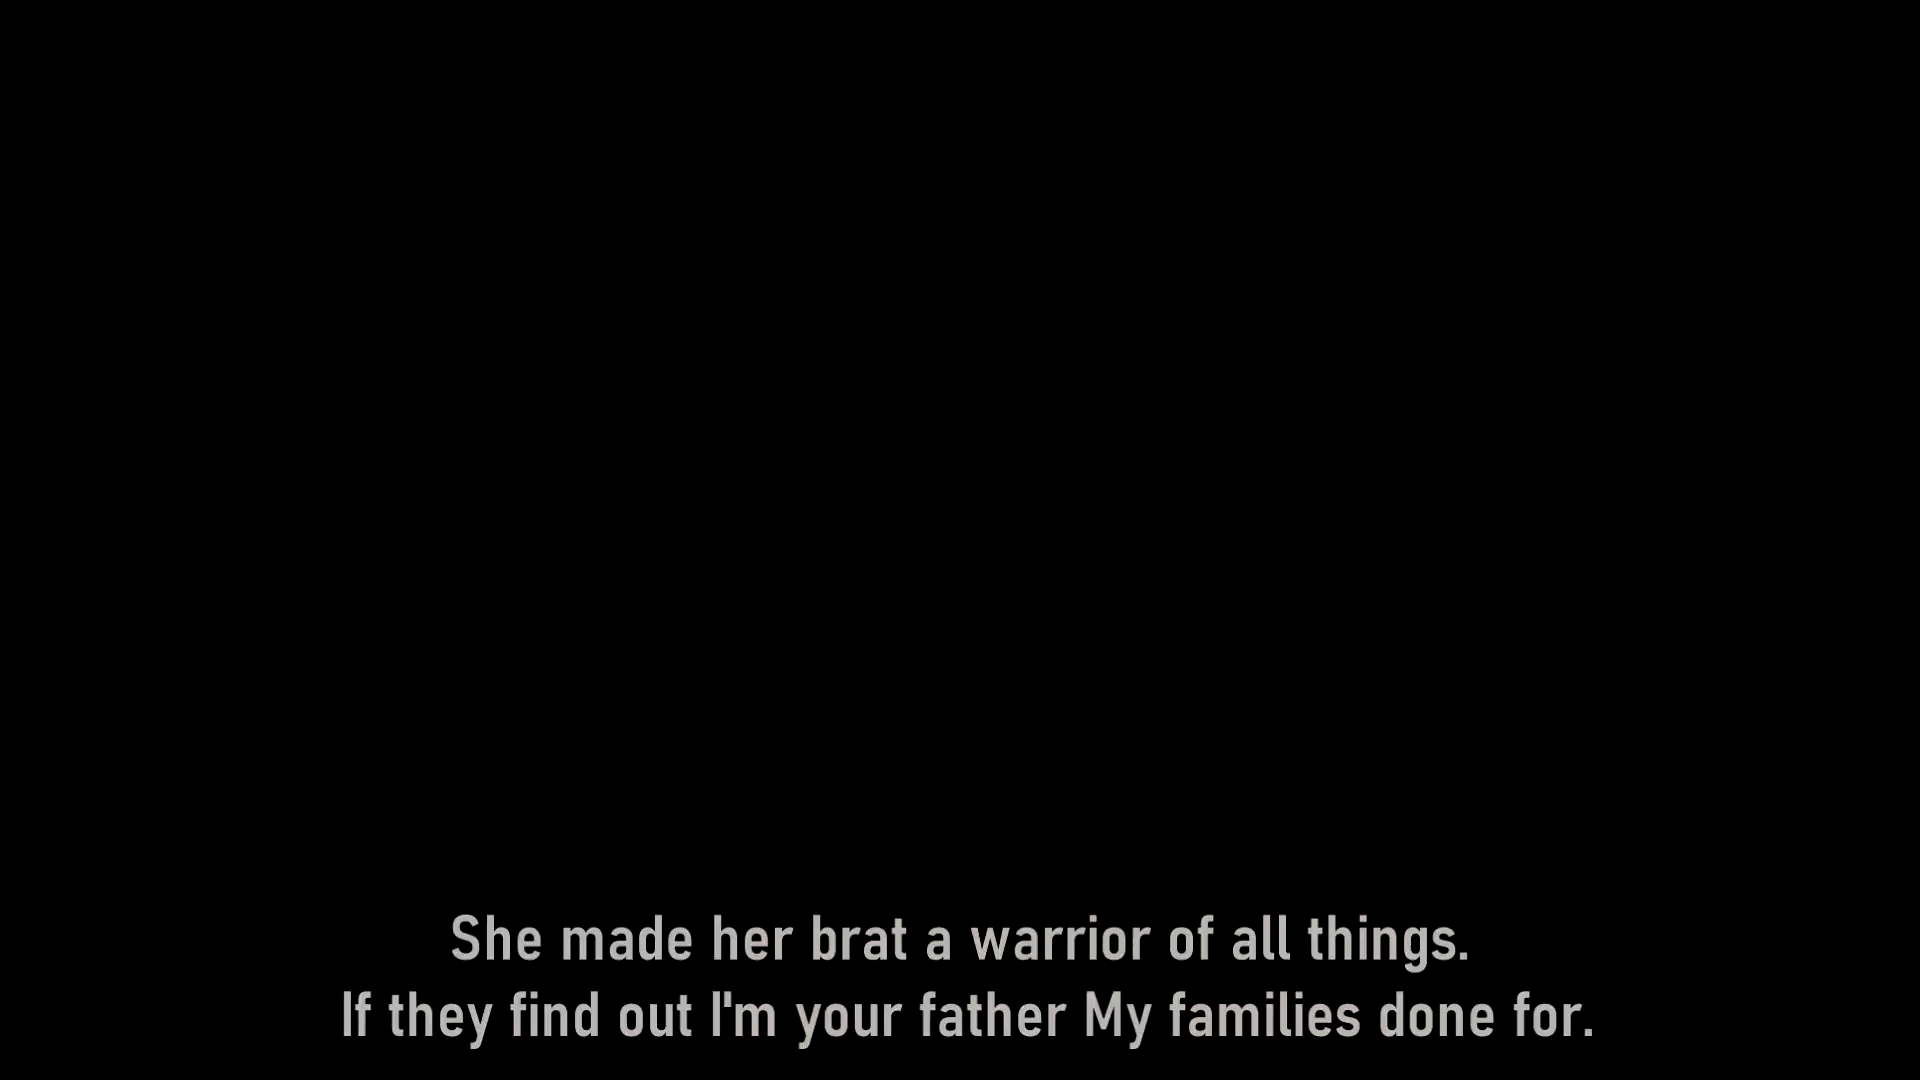 She made her brat a warrior of all things.
If they find out I'm your father My families done for.